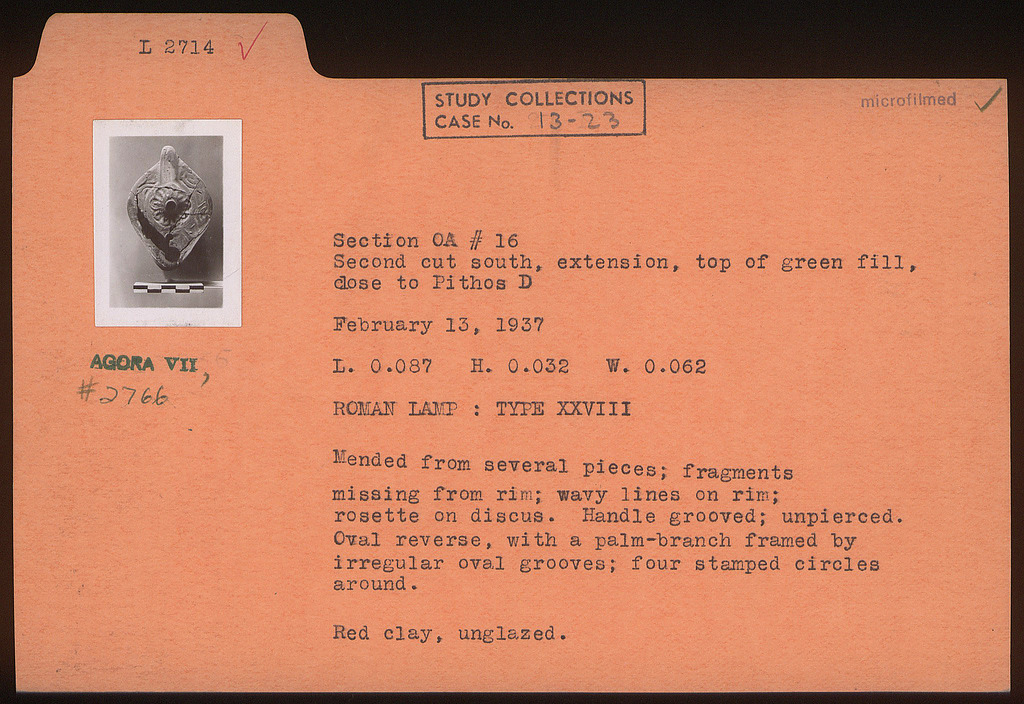 L 2714
STUDY COLLECTIONS
CASE No. 13-23
microfilmed
Section OA # 16
Second cut south, extension, top of green fill,
close to Pithos D
February 13, 1937
AGORA VII,
#2766
L. 0.087 H. 0.032 W. 0.062
ROMAN LAMP : TYPE XXVIII
Mended from several pieces; fragments
missing from rim; wavy lines on rim;
rosette on discus. Handle grooved; unpierced.
Oval reverse, with a palm-branch framed by
irregular oval grooves; four stamped circles
around.
Red clay, unglazed.